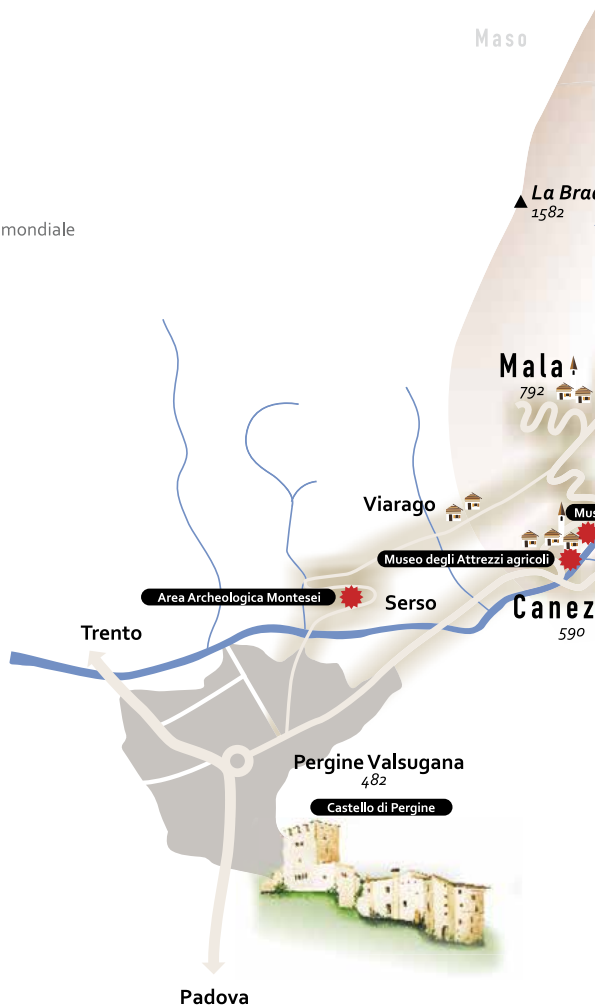 Maso
La Brac
1582
mondiale
Mala
792
Viarago
Mus
Museo degli Attrezzi agricoli
Area Archeologica Montesei
Serso
Canez
590
Trento
Pergine Valsugana
482
Castello di Pergine
Padova